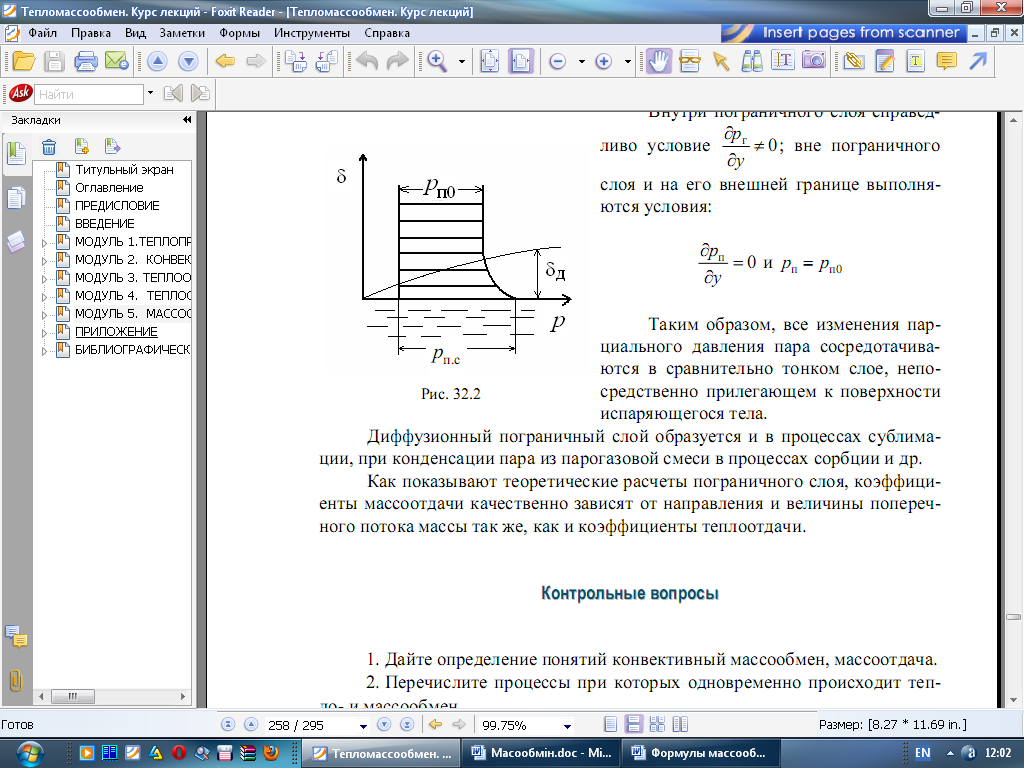 Тепломассообмен. Курс лекций - Foxit Reader - [Тепломассообмен. Курс лекций]
Файл Правка Вид Заметки Формы Инструменты Справка
Insert pages from scanner
Ask Найти
Закладки
Титульный экран
Оглавление
ПРЕДИСЛОВИЕ
ВВЕДЕНИЕ
МОДУЛЬ 1.ТЕПЛОПР
МОДУЛЬ 2. КОНВЕК
МОДУЛЬ 3. ТЕПЛОО
МОДУЛЬ 4. ТЕПЛОС
МОДУЛЬ 5. МАССОО
ПРИЛОЖЕНИЕ
БИБЛИОГРАФИЧЕСК
Внутри пограничного слоя справед-
ливо условие ∂pг/∂y ≠ 0; вне пограничного
слоя и на его внешней границе выполня-
ются условия:
∂pп/∂y = 0 и pп = pп0
δ
pп0
δД
p
pп.с
Рис. 32.2
Таким образом, все изменения пар-
циального давления пара сосредотачива-
ются в сравнительно тонком слое, непо-
средственно прилегающем к поверхности
испаряющегося тела.
Диффузионный пограничный слой образуется и в процессах сублима-
ции, при конденсации пара из парогазовой смеси в процессах сорбции и др.
Как показывают теоретические расчеты пограничного слоя, коэффици-
енты массоотдачи качественно зависят от направления и величины попереч-
ного потока массы так же, как и коэффициенты теплоотдачи.
Контрольные вопросы
1. Дайте определение понятий конвективный массообмен, массоотдача.
2. Перечислите процессы при которых одновременно происходит теп-
ло- и массообмен
Готов 258 / 295 99.75% Размер: [8.27 * 11.69 in.]
Тепломассообмен. ... Масообмін.doc - Mi... Формулы массооб... EN 12:02